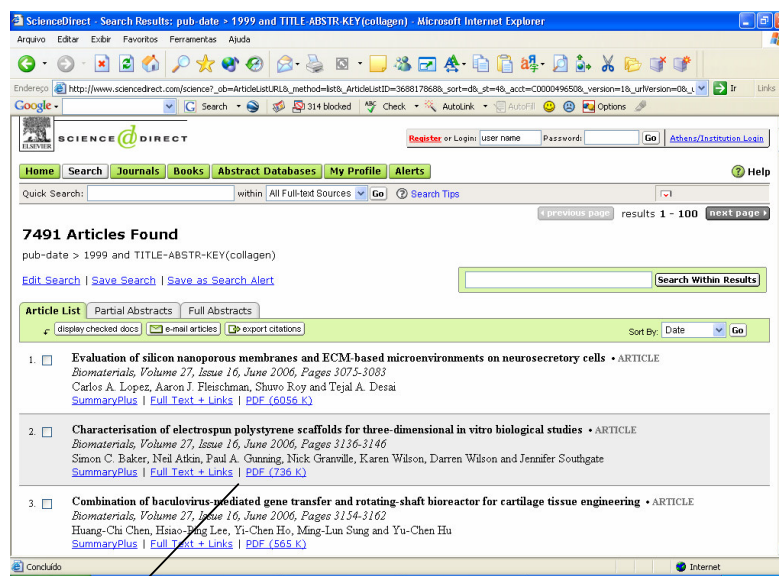 ScienceDirect - Search Results: pub-date > 1999 and TITLE-ABSTR-KEY(collagen) - Microsoft Internet Explorer
Arquivo Editar Exibir Favoritos Ferramentas Ajuda
Endereço http://www.sciencedirect.com/science?_ob=ArticleListURL&_method=list&_ArticleListID=368817868&_sort=d&_st=4&_acct=C000049650&_version=1&_urlVersion=0& Ir Links
Google Search 314 blocked Check AutoLink AutoFill Options
ELSEVIER SCIENCE @ DIRECT Register or Login: user name Password: Go Athens/Institution Login
Home Search Journals Books Abstract Databases My Profile Alerts Help
Quick Search: within All Full-text Sources Go Search Tips
previous page results 1 - 100 next page
7491 Articles Found
pub-date > 1999 and TITLE-ABSTR-KEY(collagen)
Edit Search | Save Search | Save as Search Alert Search Within Results
Article List Partial Abstracts Full Abstracts
display checked docs e-mail articles export citations Sort By: Date Go
1. Evaluation of silicon nanoporous membranes and ECM-based microenvironments on neurosecretory cells • ARTICLE
Biomaterials, Volume 27, Issue 16, June 2006, Pages 3075-3083
Carlos A. Lopez, Aaron J. Fleischman, Shuvo Roy and Tejal A. Desai
SummaryPlus | Full Text + Links | PDF (6056 K)
2. Characterisation of electrospun polystyrene scaffolds for three-dimensional in vitro biological studies • ARTICLE
Biomaterials, Volume 27, Issue 16, June 2006, Pages 3136-3146
Simon C. Baker, Neil Atkin, Paul A. Gunning, Nick Granville, Karen Wilson, Darren Wilson and Jennifer Southgate
SummaryPlus | Full Text + Links | PDF (736 K)
3. Combination of baculovirus-mediated gene transfer and rotating-shaft bioreactor for cartilage tissue engineering • ARTICLE
Biomaterials, Volume 27, Issue 16, June 2006, Pages 3154-3162
Huang-Chi Chen, Hsiao-Ping Lee, Yi-Chen Ho, Ming-Lun Sung and Yu-Chen Hu
SummaryPlus | Full Text + Links | PDF (565 K)
Concluído Internet